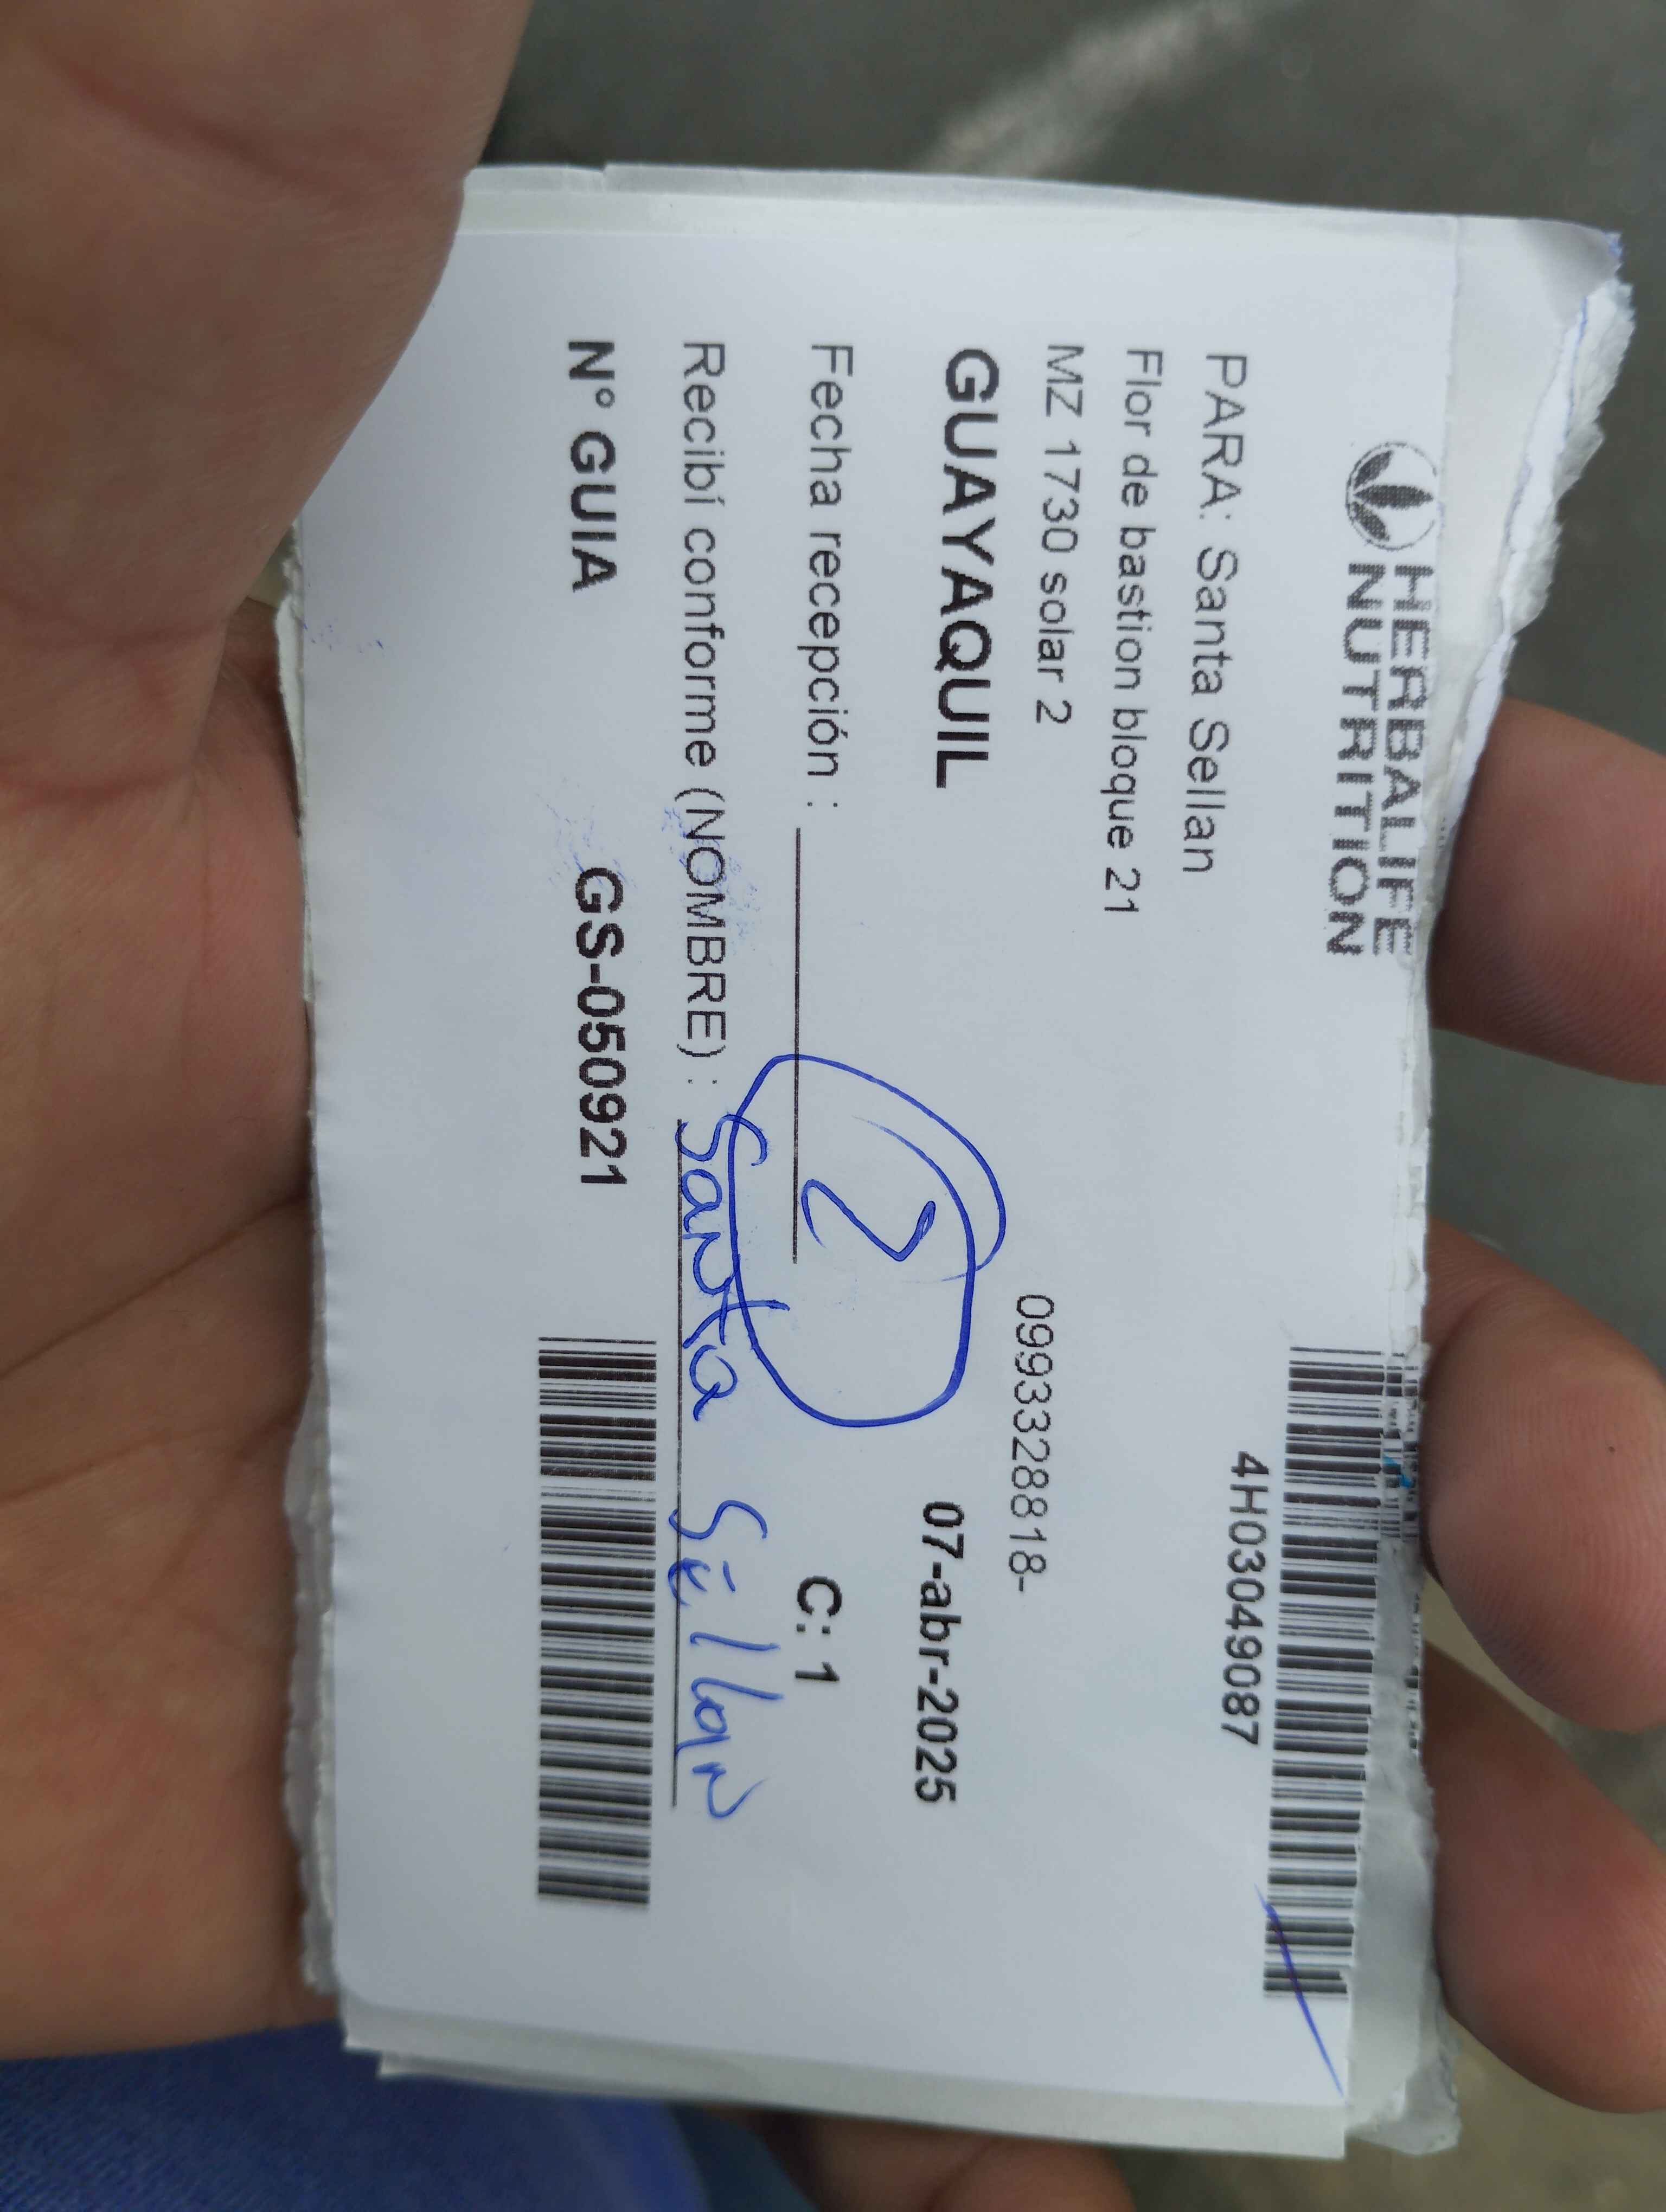 HERBALIFE
NUTRITION
4H03049087
PARA: Santa Sellan
Flor de bastion bloque 21
MZ 1730 solar 2
0993328818-
GUAYAQUIL
07-abr-2025
Fecha recepción :
2
C: 1
Recibí conforme (NOMBRE) : Santa Sellan
N° GUIA
GS-050921